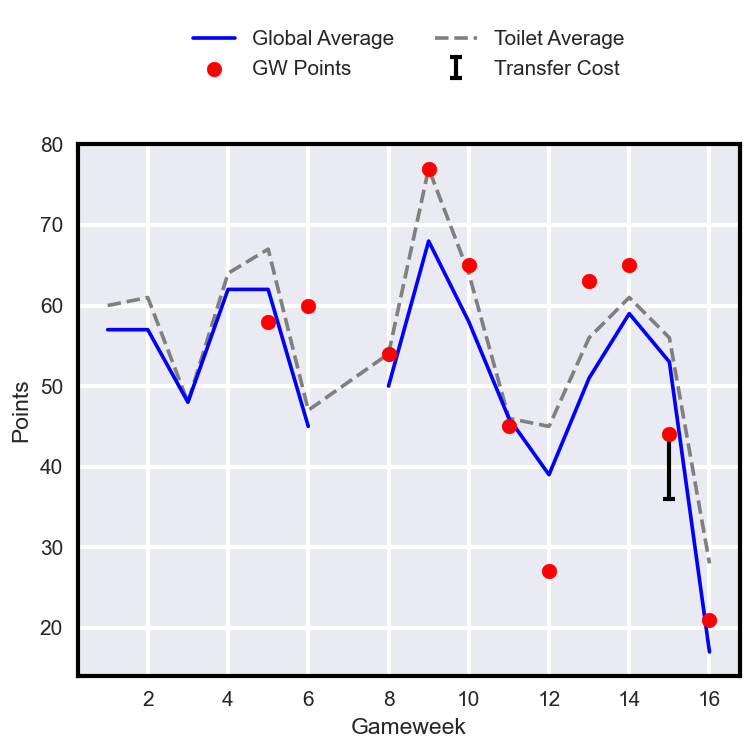 Global Average
Toilet Average
GW Points
Transfer Cost
80
70
60
50
40
30
20
Points
2 4 6 8 10 12 14 16
Gameweek